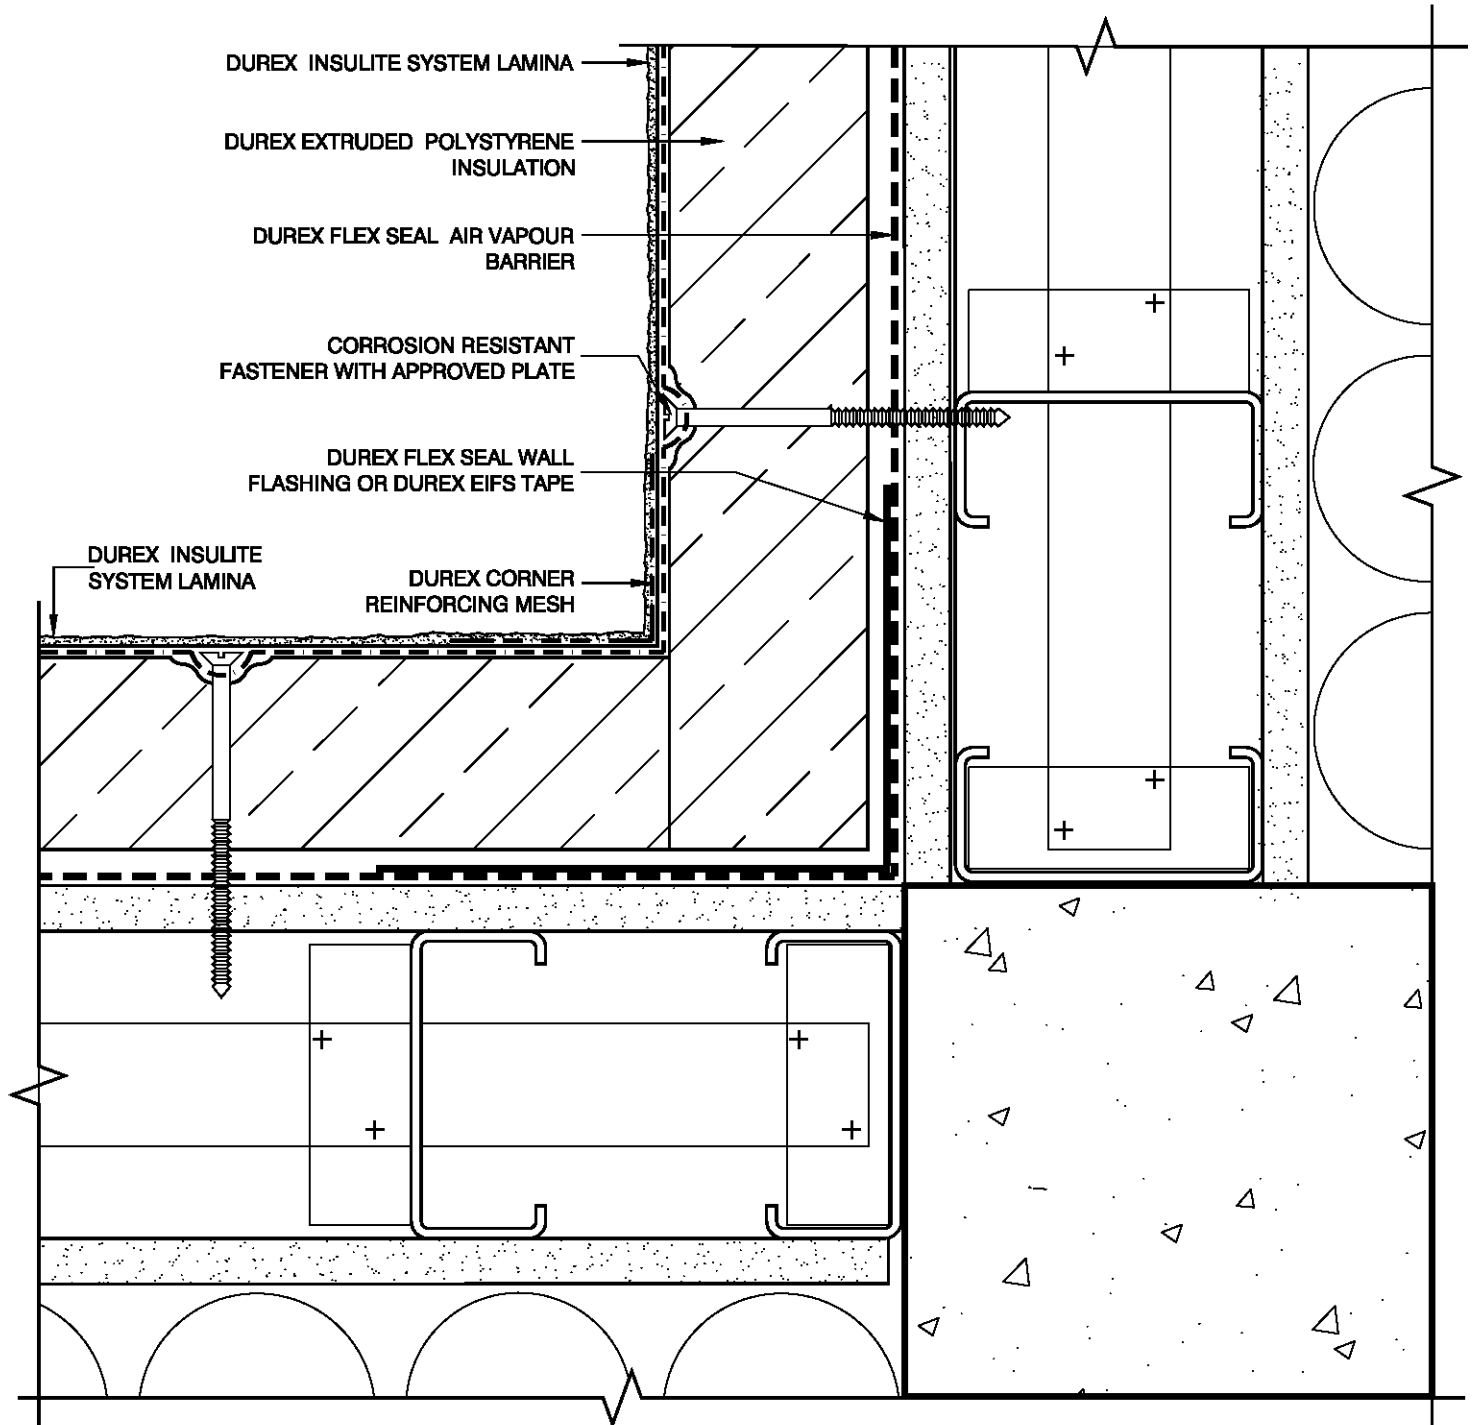 DUREX INSULITE SYSTEM LAMINA
DUREX EXTRUDED POLYSTYRENE
INSULATION
DUREX FLEX SEAL AIR VAPOUR
BARRIER
CORROSION RESISTANT
FASTENER WITH APPROVED PLATE
DUREX FLEX SEAL WALL
FLASHING OR DUREX EIFS TAPE
DUREX INSULITE
SYSTEM LAMINA
DUREX CORNER
REINFORCING MESH